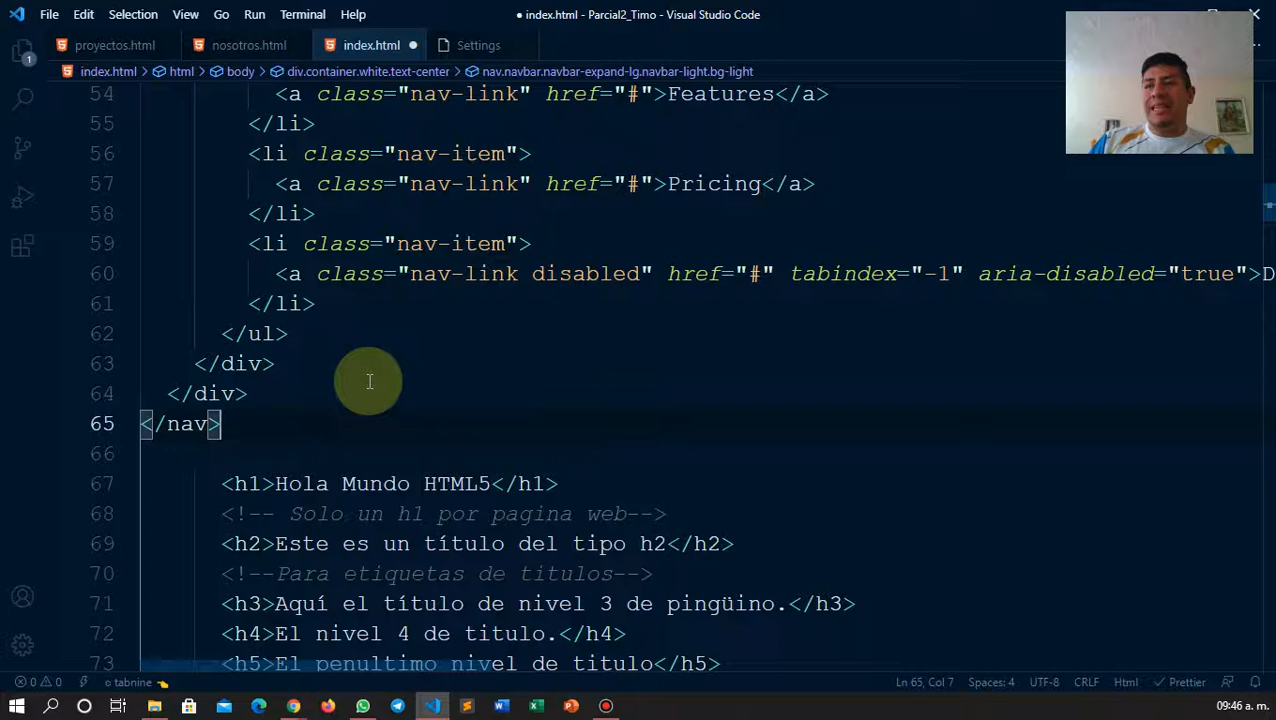 File Edit Selection View Go Run Terminal Help
● index.html - Parcial2_Timo - Visual Studio Code
proyectos.html nosotros.html index.html ● Settings
index.html > html > body > div.container.white.text-center > nav.navbar.navbar-expand-lg.navbar-light.bg-light
1
54 <a class="nav-link" href="#">Features</a>
55 </li>
56 <li class="nav-item">
57 <a class="nav-link" href="#">Pricing</a>
58 </li>
59 <li class="nav-item">
60 <a class="nav-link disabled" href="#" tabindex="-1" aria-disabled="true">D
61 </li>
62 </ul>
63 </div>
64 </div>
65 </nav>
66
67 <h1>Hola Mundo HTML5</h1>
68 <!-- Solo un h1 por pagina web-->
69 <h2>Este es un título del tipo h2</h2>
70 <!--Para etiquetas de titulos-->
71 <h3>Aquí el título de nivel 3 de pingüino.</h3>
72 <h4>El nivel 4 de titulo.</h4>
73 <h5>El penultimo nivel de titulo</h5>
0 0 tabnine Ln 65, Col 7 Spaces: 4 UTF-8 CRLF Html Prettier
09:46 a. m.